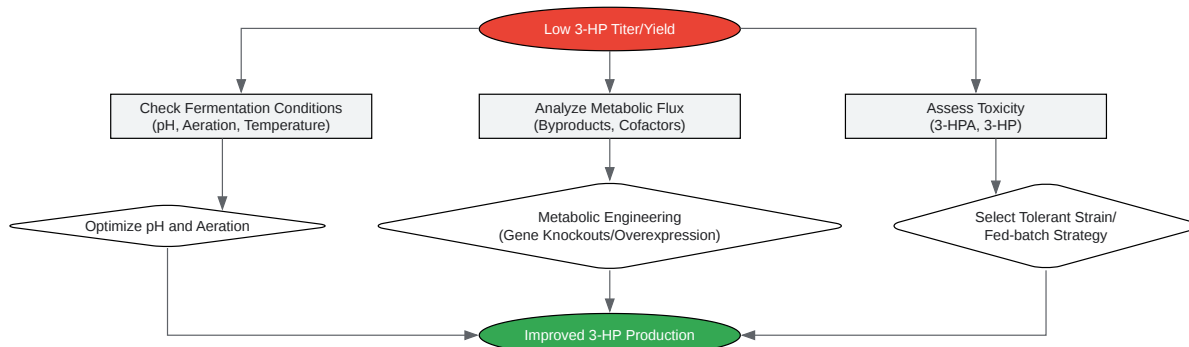 Low 3-HP Titer/Yield
Check Fermentation Conditions
(pH, Aeration, Temperature)
Analyze Metabolic Flux
(Byproducts, Cofactors)
Assess Toxicity
(3-HPA, 3-HP)
Optimize pH and Aeration
Metabolic Engineering
(Gene Knockouts/Overexpression)
Select Tolerant Strain/
Fed-batch Strategy
Improved 3-HP Production